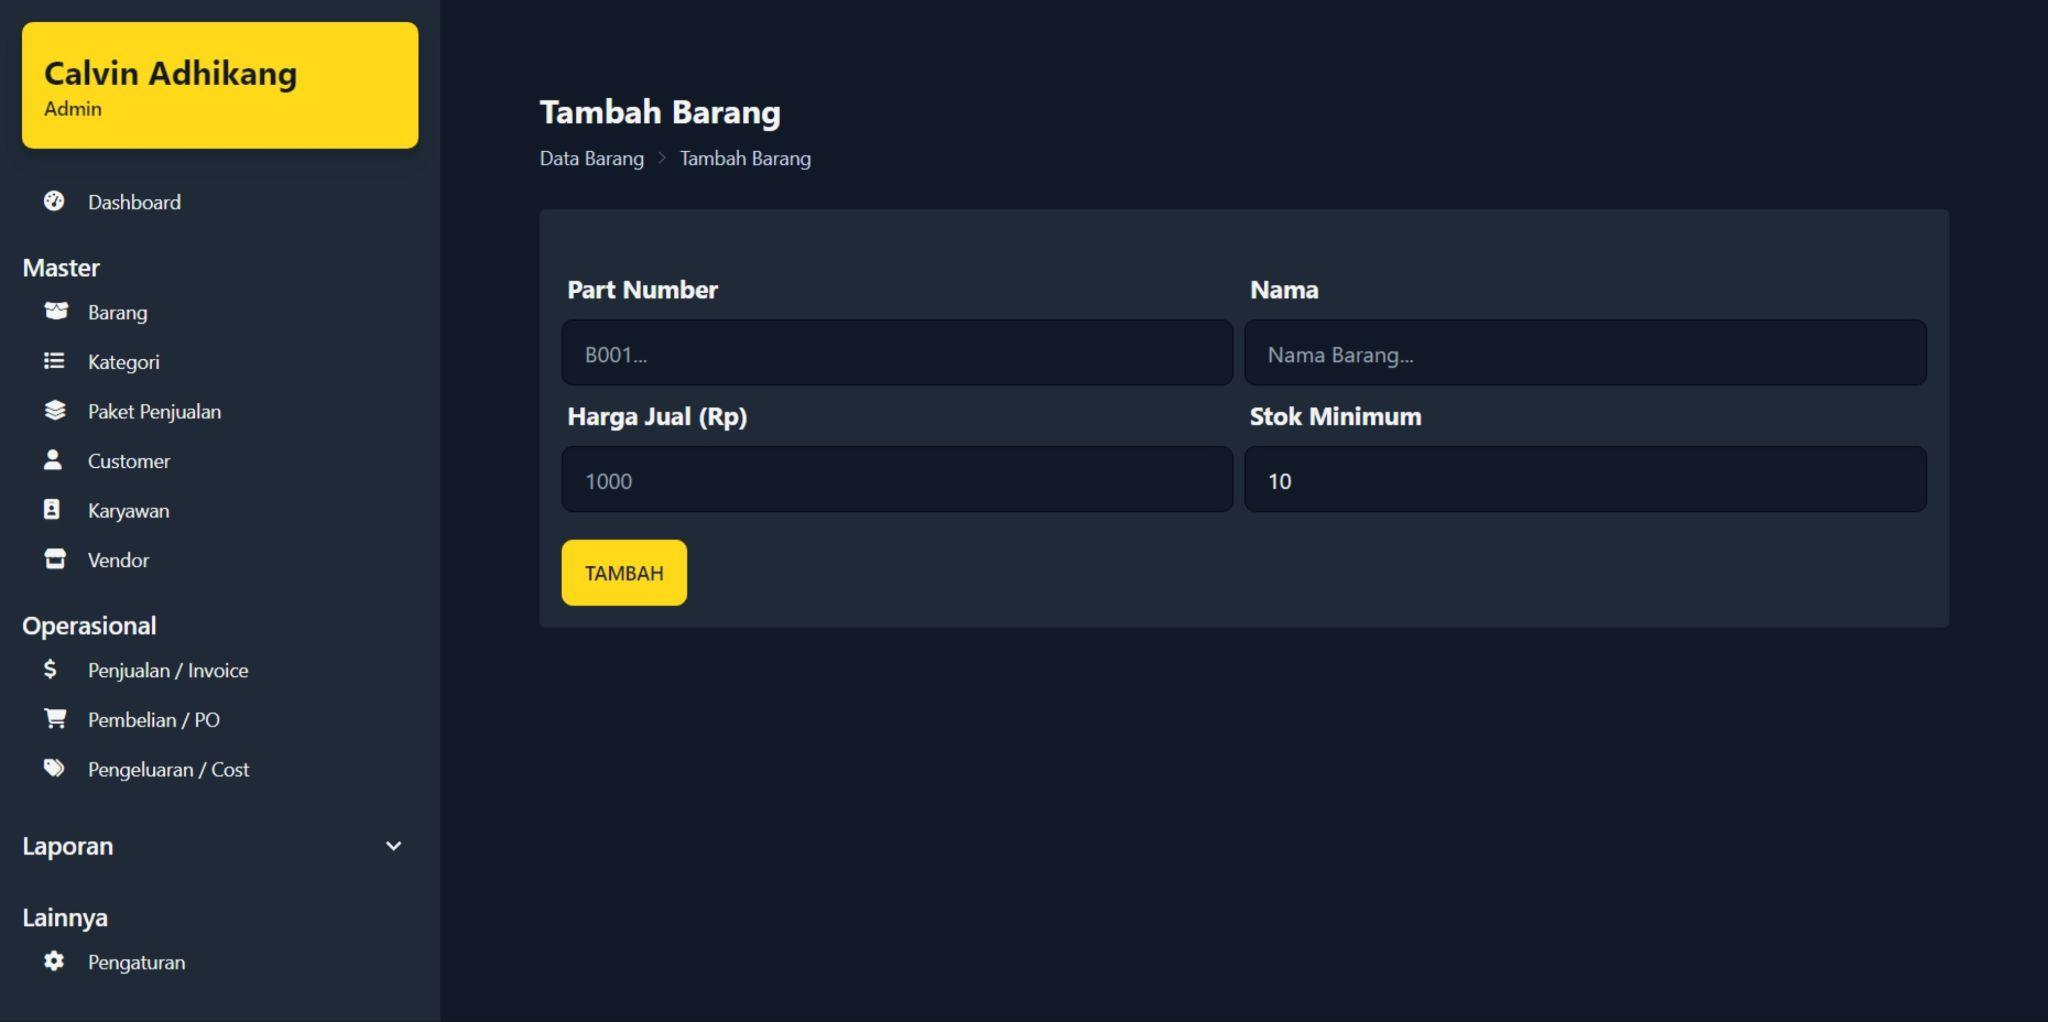 Calvin Adhikang
Admin
Dashboard
Master
Barang
Kategori
Paket Penjualan
Customer
Karyawan
Vendor
Operasional
Penjualan / Invoice
Pembelian / PO
Pengeluaran / Cost
Laporan
Lainnya
Pengaturan
Tambah Barang
Data Barang > Tambah Barang
Part Number
B001...
Nama
Nama Barang...
Harga Jual (Rp)
1000
Stok Minimum
10
TAMBAH